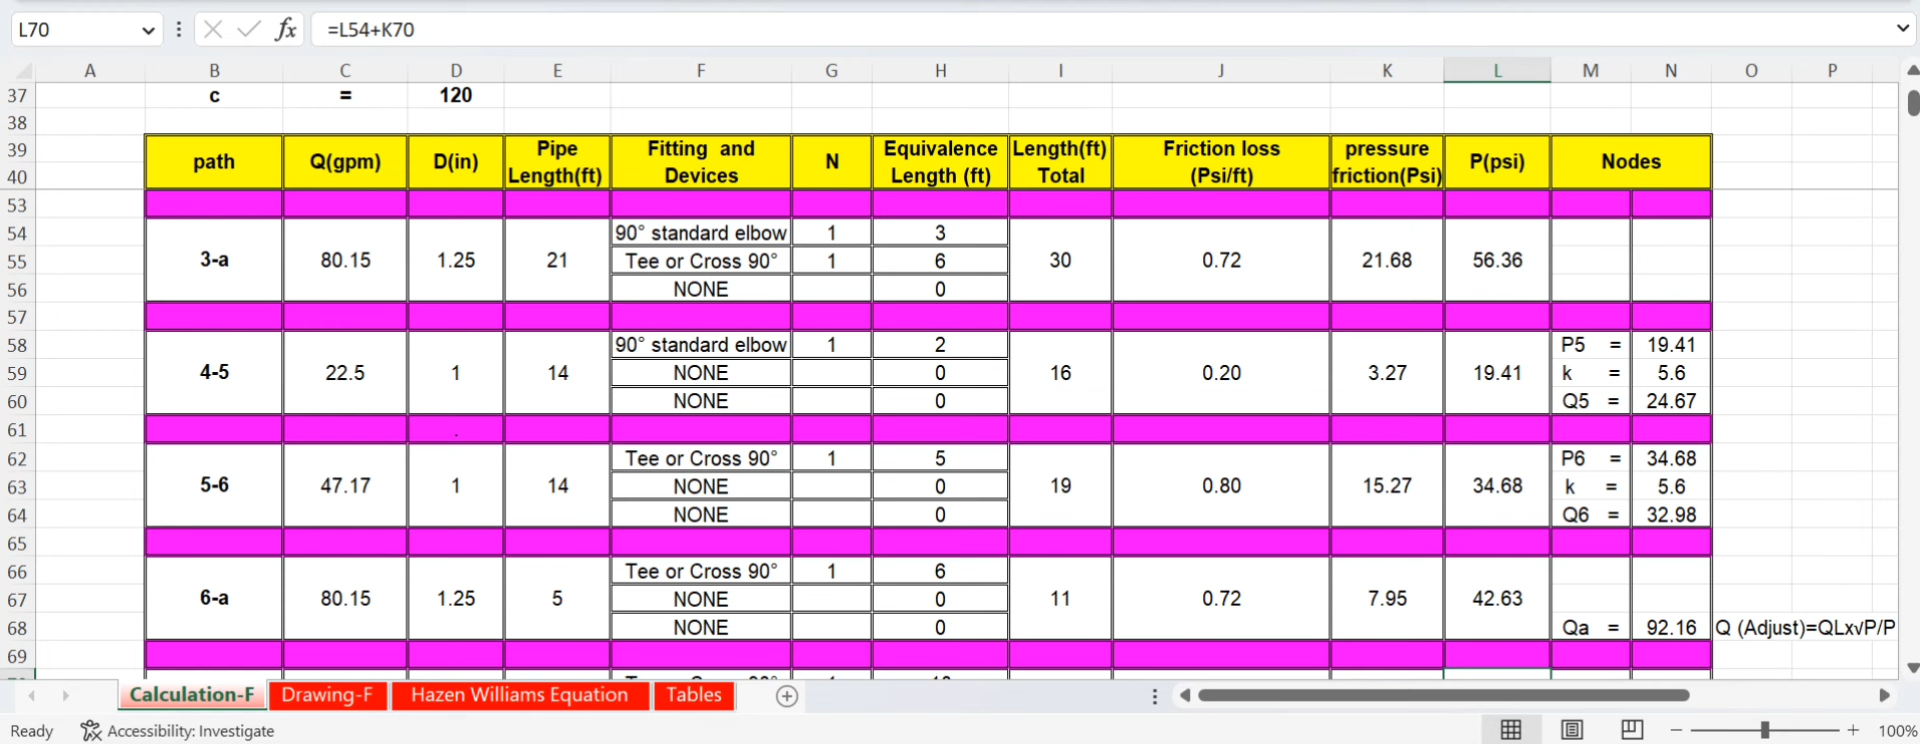 L70 fx =L54+K70
A B C D E F G H I J K L M N O P
37 c = 120
38
39 path Q(gpm) D(in) Pipe Fitting and N Equivalence Length(ft) Friction loss pressure P(psi) Nodes
40 Length(ft) Devices Length (ft) Total (Psi/ft) friction(Psi)
53
54 90° standard elbow 1 3
55 3-a 80.15 1.25 21 Tee or Cross 90° 1 6 30 0.72 21.68 56.36
56 NONE 0
57
58 90° standard elbow 1 2 P5 = 19.41
59 4-5 22.5 1 14 NONE 0 16 0.20 3.27 19.41 k = 5.6
60 NONE 0 Q5 = 24.67
61
62 Tee or Cross 90° 1 5 P6 = 34.68
63 5-6 47.17 1 14 NONE 0 19 0.80 15.27 34.68 k = 5.6
64 NONE 0 Q6 = 32.98
65
66 Tee or Cross 90° 1 6
67 6-a 80.15 1.25 5 NONE 0 11 0.72 7.95 42.63
68 NONE 0 Qa = 92.16 Q (Adjust)=QLx√P/P
69
Calculation-F Drawing-F Hazen Williams Equation Tables
Ready Accessibility: Investigate 100%